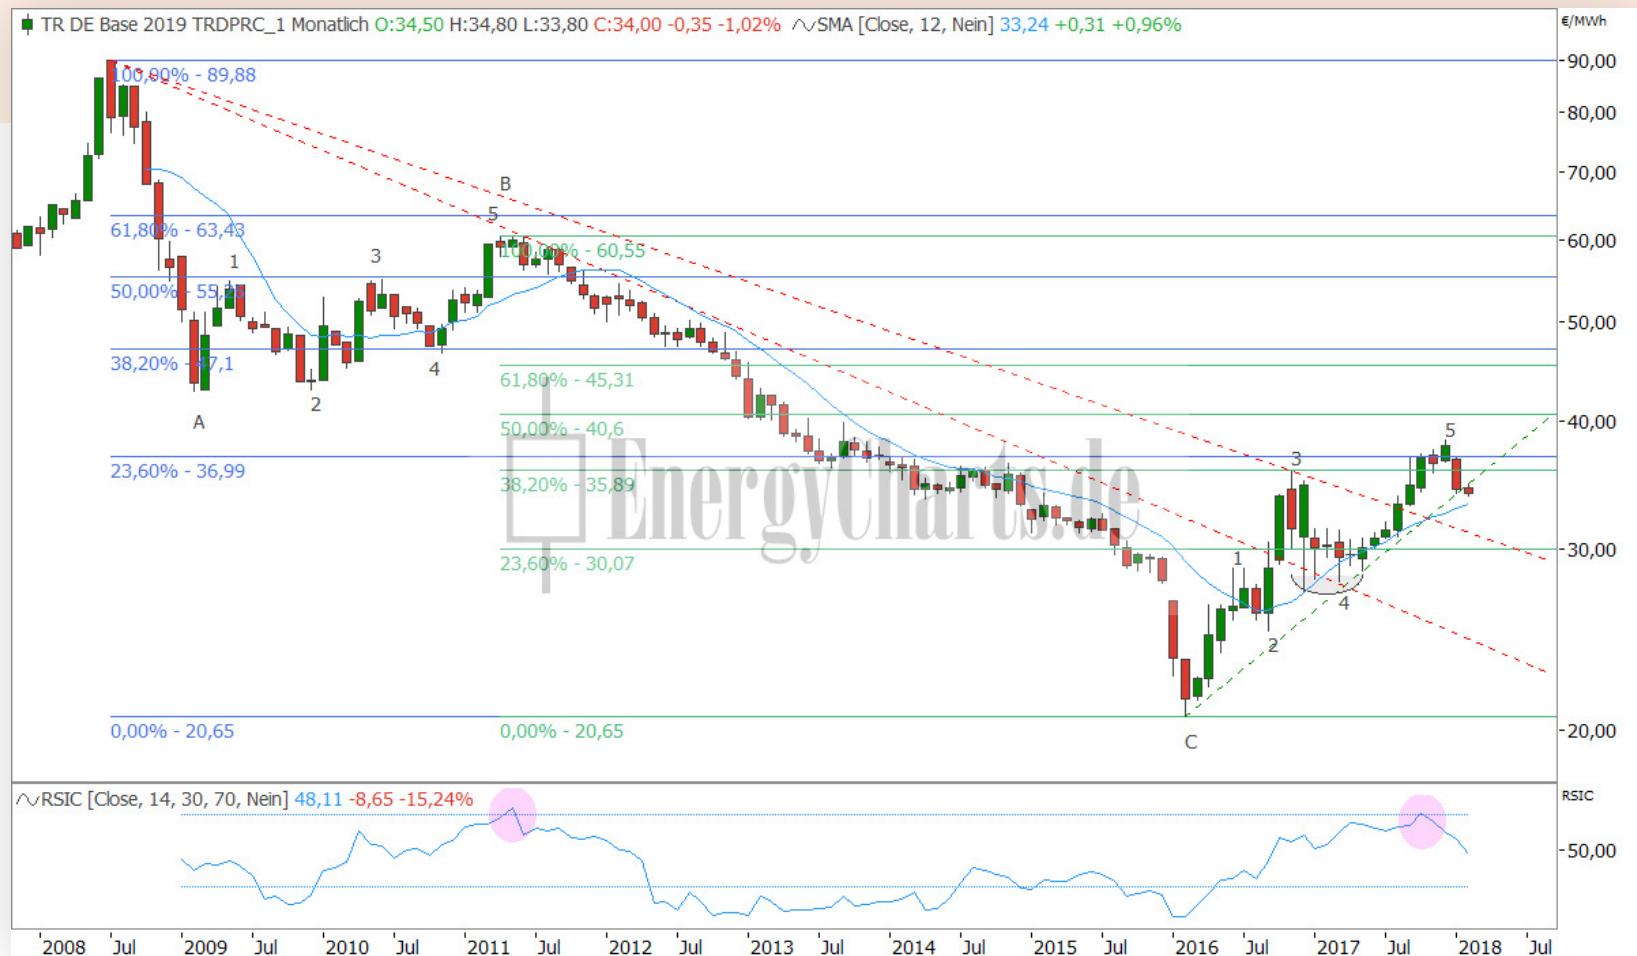 TR DE Base 2019 TRDPRC_1 Monatlich O:34,50 H:34,80 L:33,80 C:34,00 -0,35 -1,02% SMA [Close, 12, Nein] 33,24 +0,31 +0,96%
€/MWh
90,00
100,00% - 89,88
80,00
70,00
B
5
61,80% - 63,43
60,00
100,00% - 60,55
3
1
50,00% - 55,26
50,00
38,20% - 47,1
4
61,80% - 45,31
2
A
40,00
50,00% - 40,6
5
3
23,60% - 36,99
38,20% - 35,89
EnergyCharts.de
30,00
23,60% - 30,07
1
4
2
0,00% - 20,65
0,00% - 20,65
20,00
C
RSIC [Close, 14, 30, 70, Nein] 48,11 -8,65 -15,24%
RSIC
50,00
2008 Jul 2009 Jul 2010 Jul 2011 Jul 2012 Jul 2013 Jul 2014 Jul 2015 Jul 2016 Jul 2017 Jul 2018 Jul